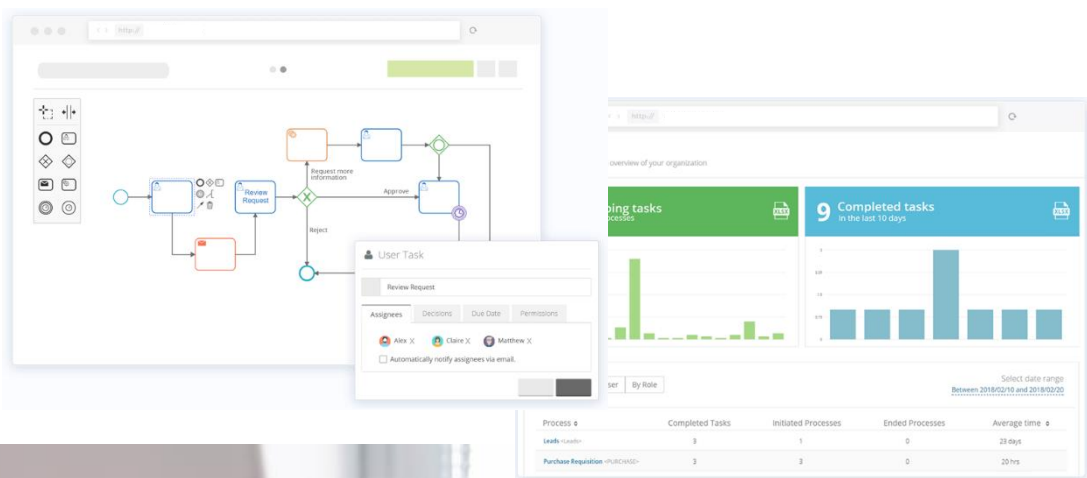 http://
Request more
information
Review
Request
Approve
Reject
User Task
Review Request
Assignees Decisions Due Date Permissions
Alex X Claire X Matthew X
Automatically notify assignees via email.
http://
overview of your organization
tasks
XLSX
9 Completed tasks
In the last 10 days
XLSX
By Role
Select date range
Between 2018/02/10 and 2018/02/20
Process Completed Tasks Initiated Processes Ended Processes Average time
Leads <Leads> 3 1 0 23 days
Purchase Requisition <PURCHASE> 3 3 0 20 hrs